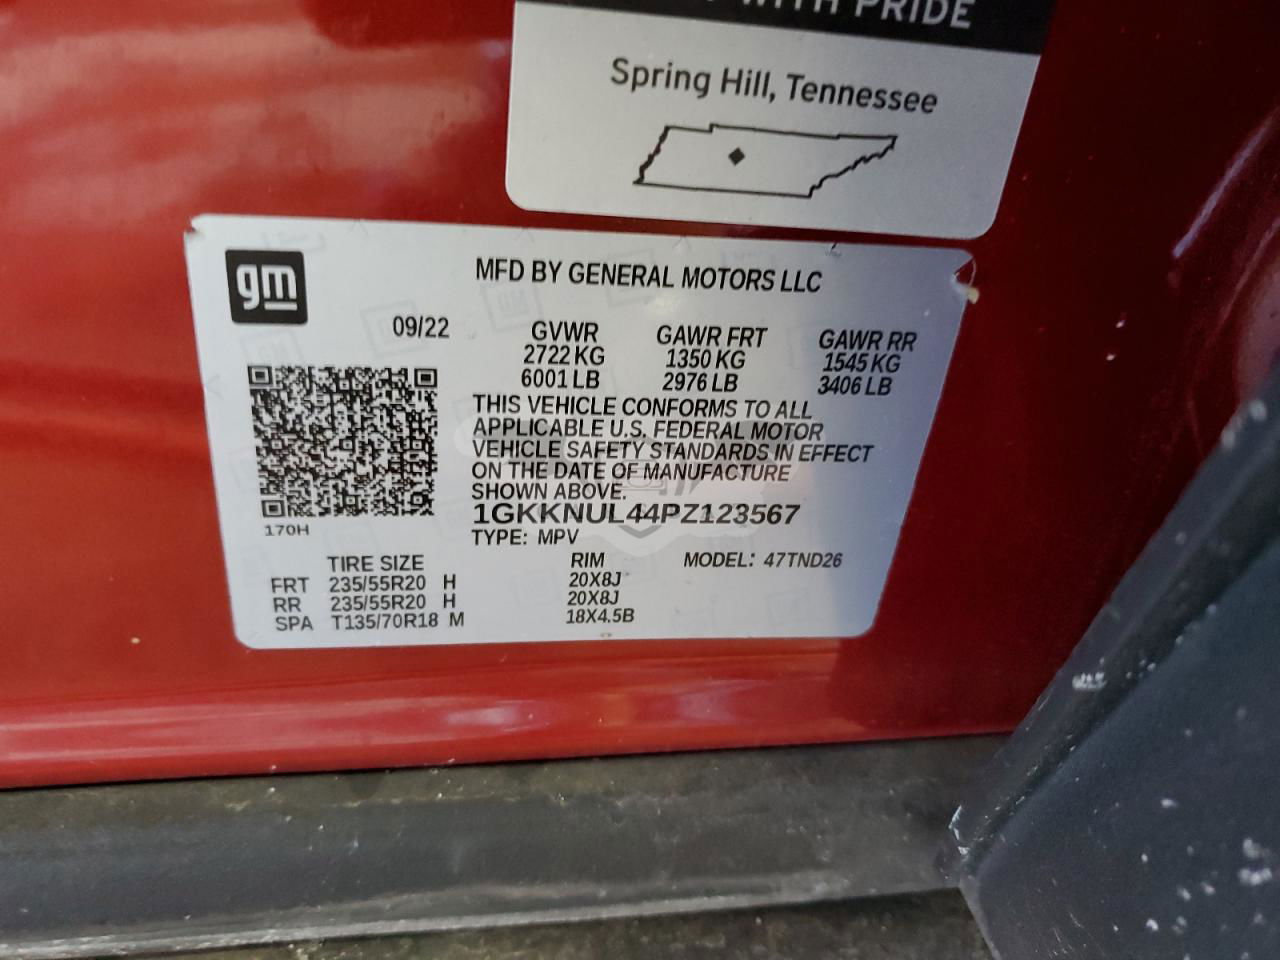 WITH PRIDE
Spring Hill, Tennessee
gm
MFD BY GENERAL MOTORS LLC
09/22
GVWR GAWR FRT GAWR RR
2722 KG 1350 KG 1545 KG
6001 LB 2976 LB 3406 LB
THIS VEHICLE CONFORMS TO ALL
APPLICABLE U.S. FEDERAL MOTOR
VEHICLE SAFETY STANDARDS IN EFFECT
ON THE DATE OF MANUFACTURE
SHOWN ABOVE.
1GKKNUL44PZ123567
170H
TYPE: MPV
TIRE SIZE RIM MODEL: 47TND26
FRT 235/55R20 H 20X8J
RR 235/55R20 H 20X8J
SPA T135/70R18 M 18X4.5B